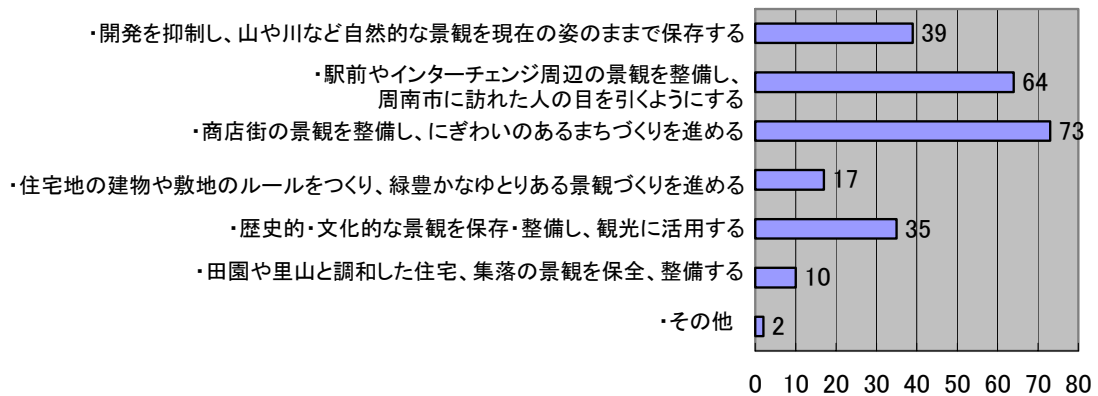 ・開発を抑制し、山や川など自然的な景観を現在の姿のままで保存する 39
・駅前やインターチェンジ周辺の景観を整備し、
周南市に訪れた人の目を引くようにする 64
・商店街の景観を整備し、にぎわいのあるまちづくりを進める 73
・住宅地の建物や敷地のルールをつくり、緑豊かなゆとりある景観づくりを進める 17
・歴史的・文化的な景観を保存・整備し、観光に活用する 35
・田園や里山と調和した住宅、集落の景観を保全、整備する 10
・その他 2
0 10 20 30 40 50 60 70 80